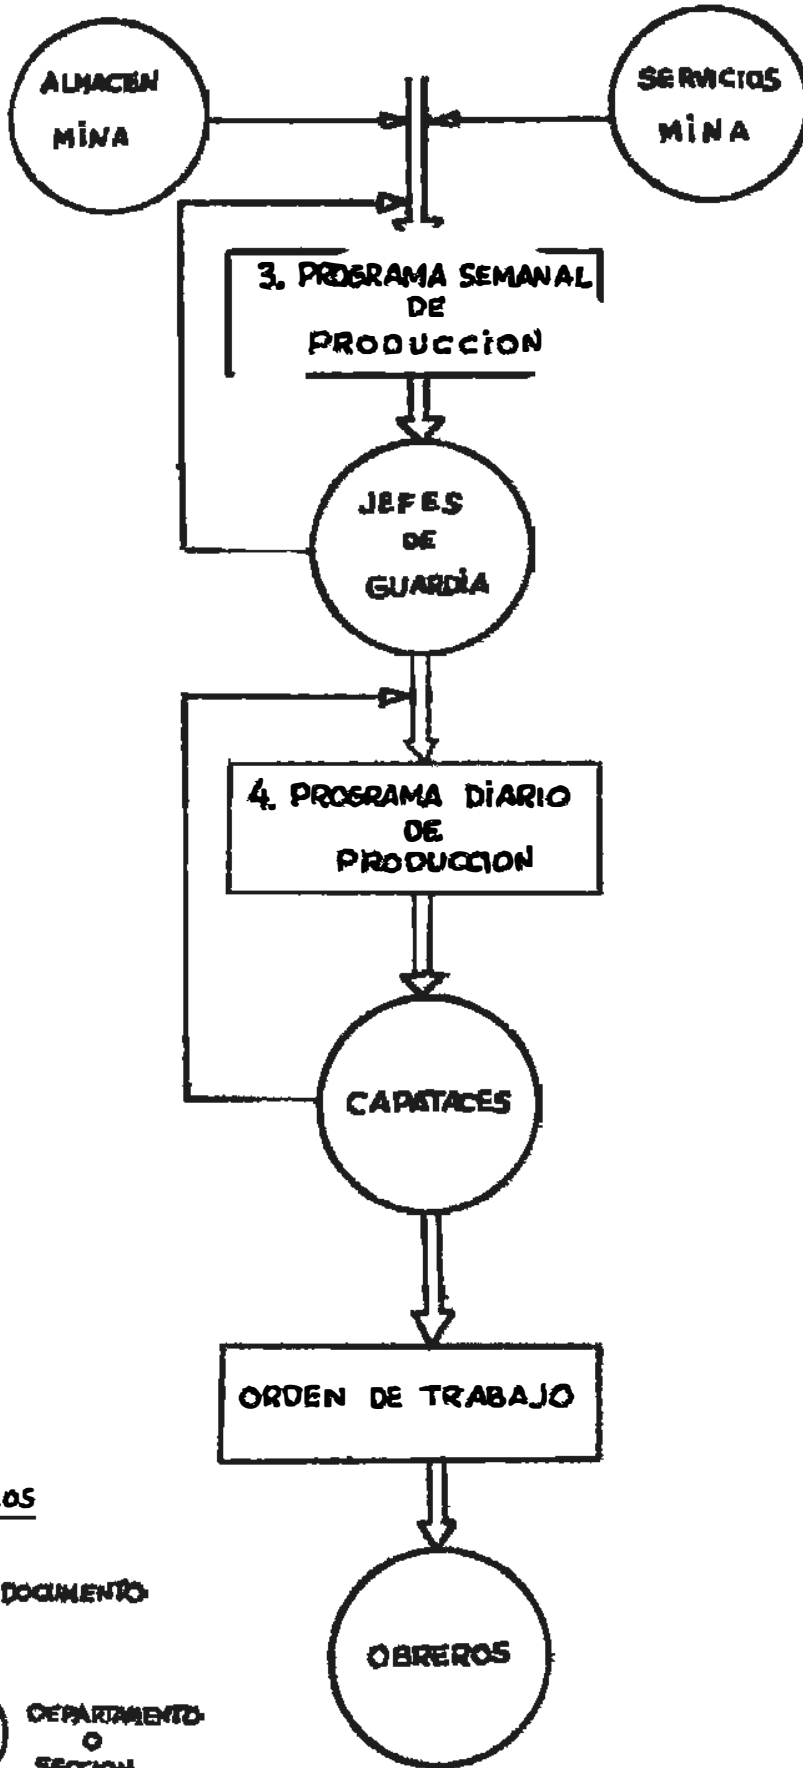 ALMACEN
MINA
SERVICIOS
MINA
3. PROGRAMA SEMANAL
DE
PRODUCCION
JEFES
DE
GUARDIA
4. PROGRAMA DIARIO
DE
PRODUCCION
CAPATACES
ORDEN DE TRABAJO
OBREROS
DOCUMENTO
DEPARTAMENTO
O
SECCION